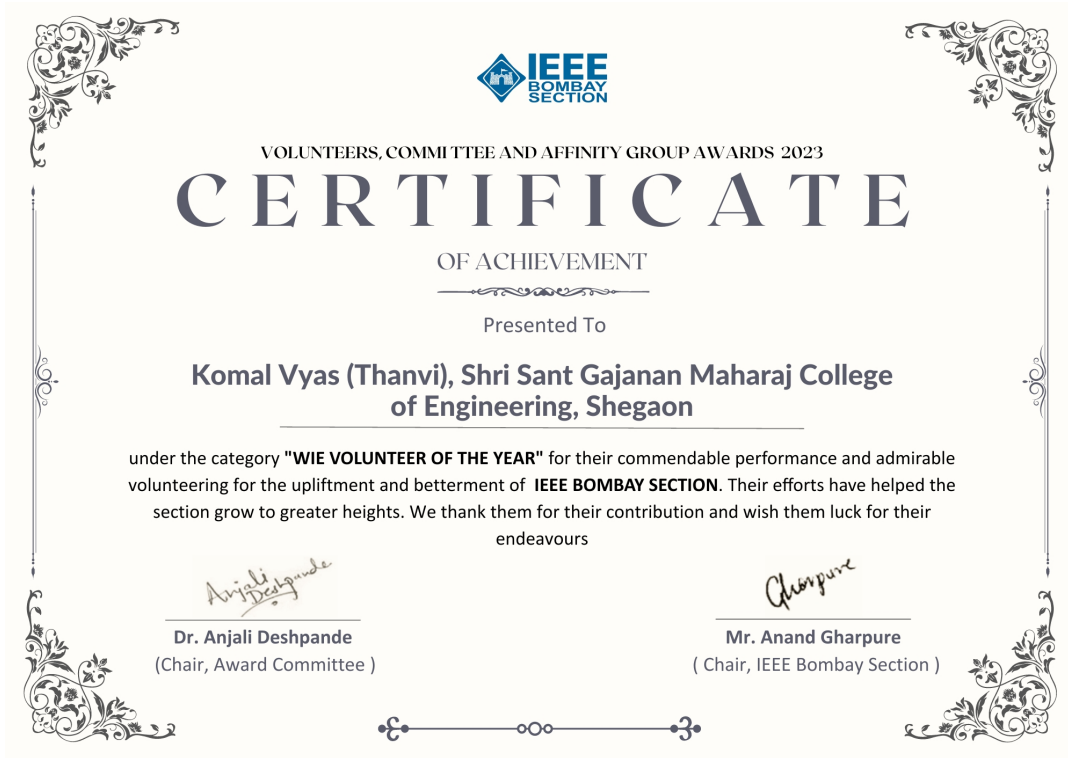 IEEE
BOMBAY
SECTION
VOLUNTEERS, COMMITTEE AND AFFINITY GROUP AWARDS 2023
CERTIFICATE
OF ACHIEVEMENT
Presented To
Komal Vyas (Thanvi), Shri Sant Gajanan Maharaj College
of Engineering, Shegaon
under the category "WIE VOLUNTEER OF THE YEAR" for their commendable performance and admirable
volunteering for the upliftment and betterment of IEEE BOMBAY SECTION. Their efforts have helped the
section grow to greater heights. We thank them for their contribution and wish them luck for their
endeavours
Anjali
Deshpande
Gharpure
Dr. Anjali Deshpande
Mr. Anand Gharpure
(Chair, Award Committee )
( Chair, IEEE Bombay Section )